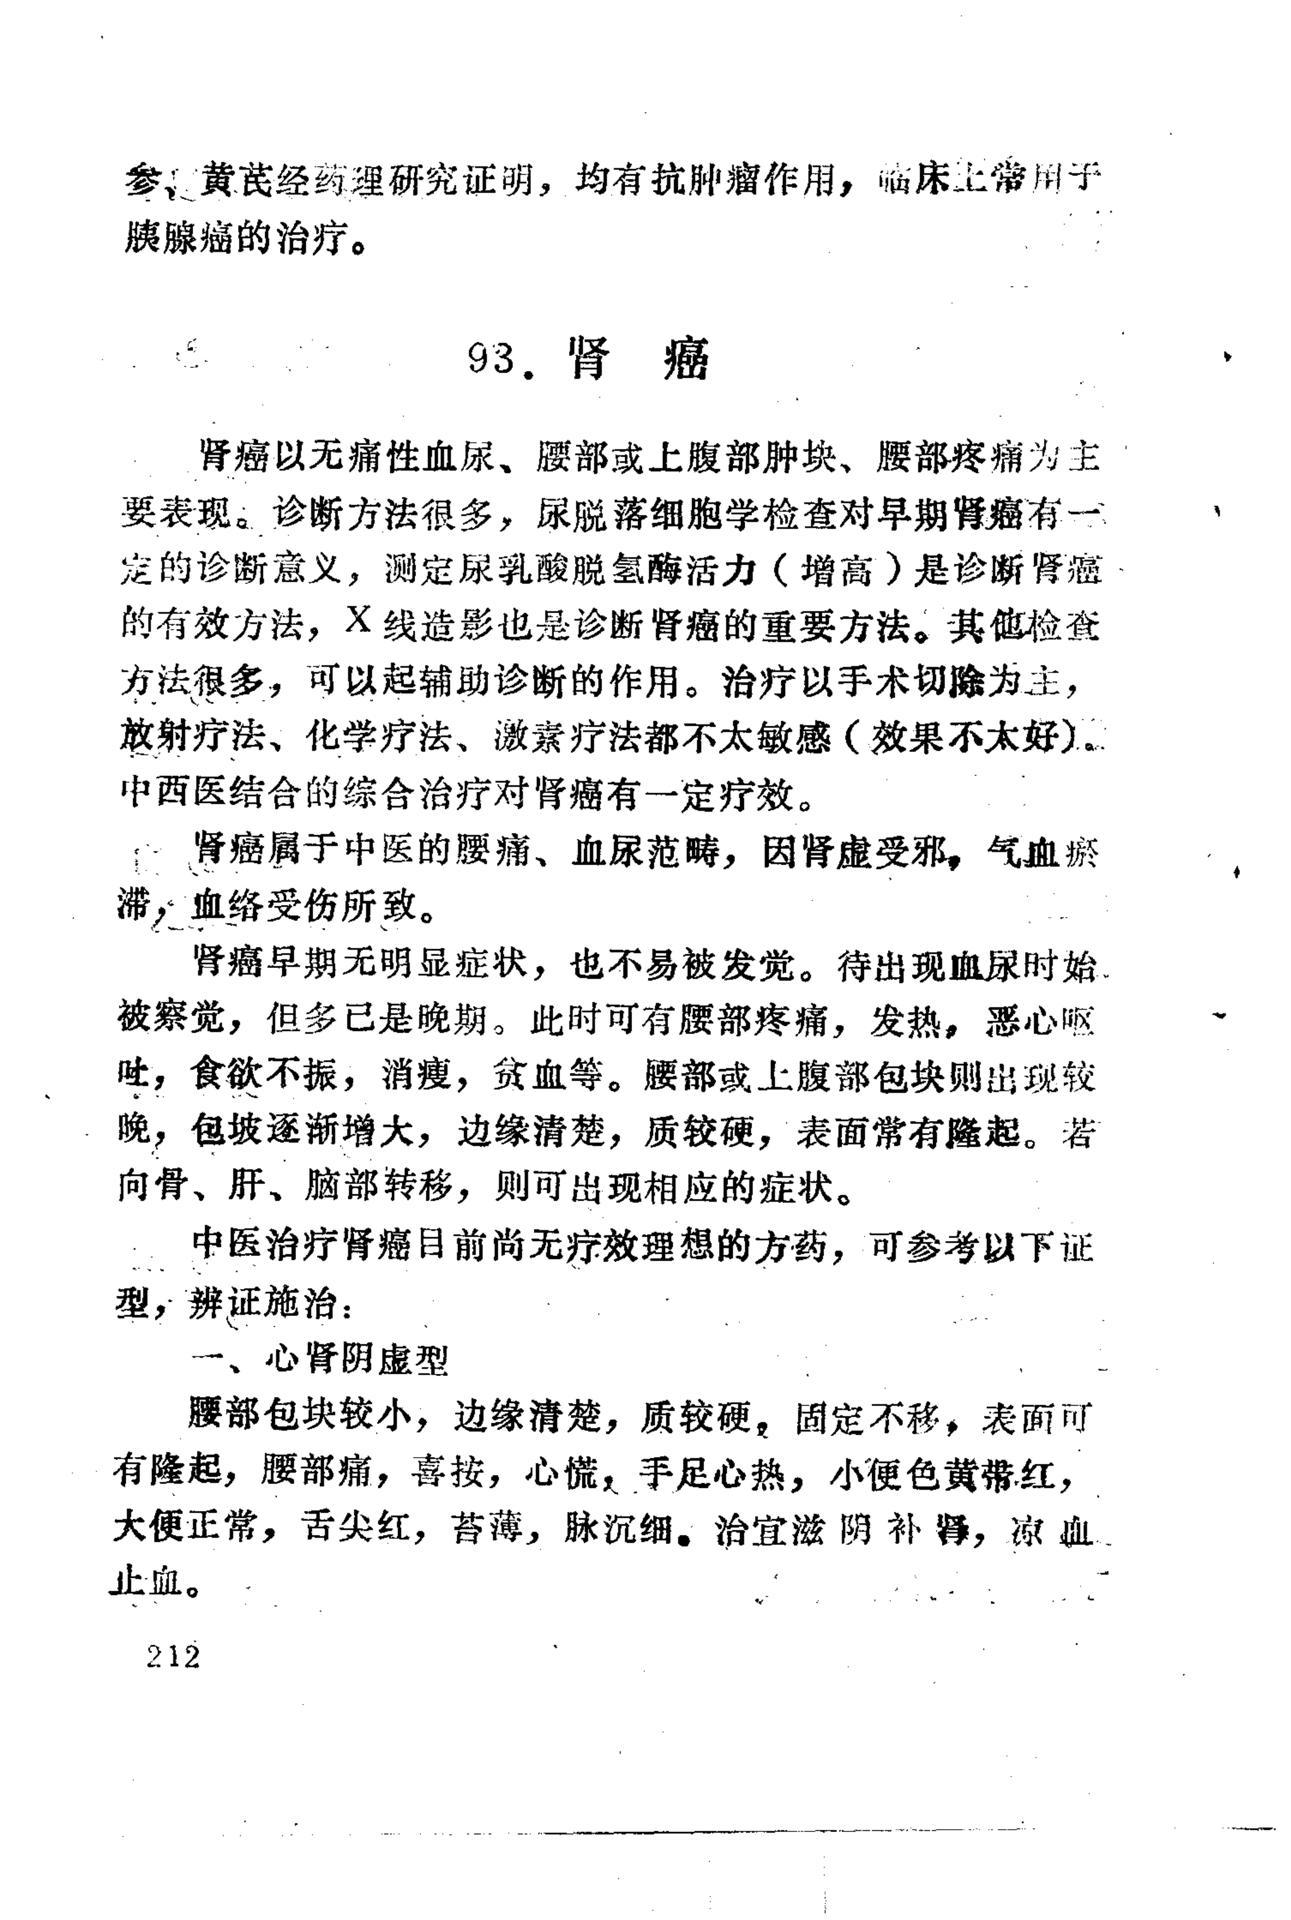 参、黄芪经药理研究证明，均有抗肿瘤作用，临床上常用于
胰腺癌的治疗。
93．肾　癌
肾癌以无痛性血尿、腰部或上腹部肿块、腰部疼痛为主
要表现。诊断方法很多，尿脱落细胞学检查对早期肾癌有一
定的诊断意义，测定尿乳酸脱氢酶活力（增高）是诊断肾癌
的有效方法，X线造影也是诊断肾癌的重要方法。其他检查
方法很多，可以起辅助诊断的作用。治疗以手术切除为主，
放射疗法、化学疗法、激素疗法都不太敏感（效果不太好）。
中西医结合的综合治疗对肾癌有一定疗效。
肾癌属于中医的腰痛、血尿范畴，因肾虚受邪，气血瘀
滞，血络受伤所致。
肾癌早期无明显症状，也不易被发觉。待出现血尿时始
被察觉，但多已是晚期。此时可有腰部疼痛，发热，恶心呕
吐，食欲不振，消瘦，贫血等。腰部或上腹部包块则出现较
晚，包坡逐渐增大，边缘清楚，质较硬，表面常有隆起。若
向骨、肝、脑部转移，则可出现相应的症状。
中医治疗肾癌目前尚无疗效理想的方药，可参考以下证
型，辨证施治：
一、心肾阴虚型
腰部包块较小，边缘清楚，质较硬，固定不移，表面可
有隆起，腰部痛，喜按，心慌，手足心热，小便色黄带红，
大便正常，舌尖红，苔薄，脉沉细。治宜滋阴补肾，凉血
止血。
212